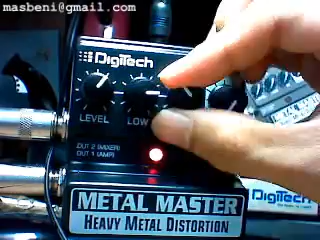 masbeni@gmail.com
DigiTech
LEVEL
LOW
OUT 2 (MIXER)
OUT 1 (AMP)
METAL MASTER
HEAVY METAL DISTORTION
DigiTech